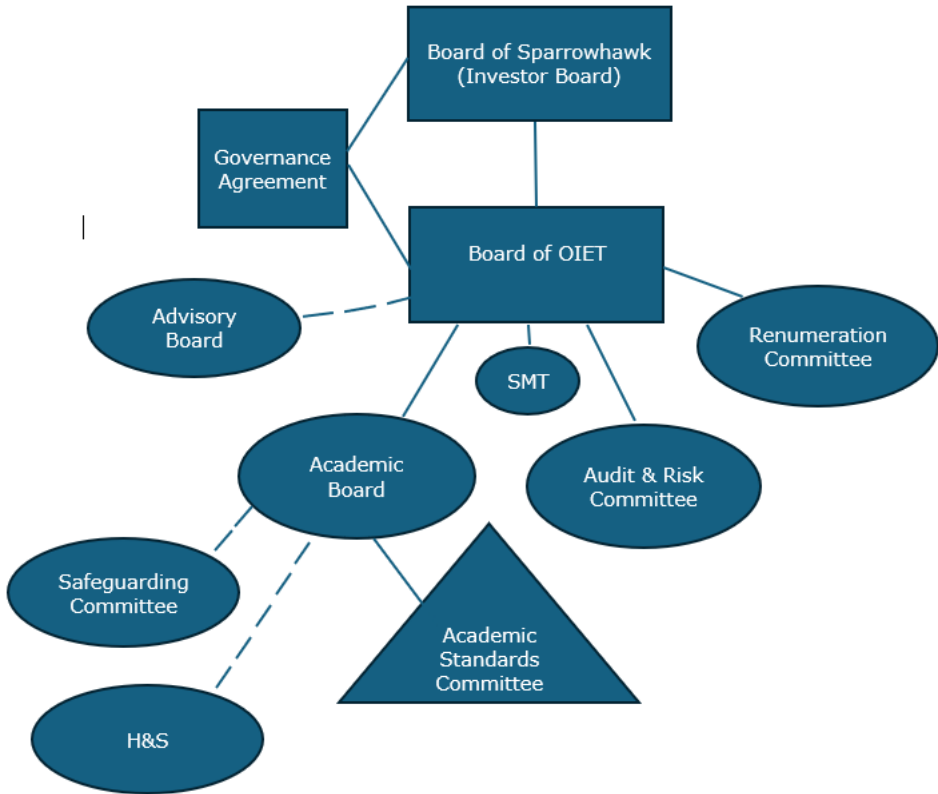 Board of Sparrowhawk
(Investor Board)
Governance
Agreement
Board of OIET
Advisory
Board
Renumeration
Committee
SMT
Academic
Board
Audit & Risk
Committee
Safeguarding
Committee
Academic
Standards
Committee
H&S